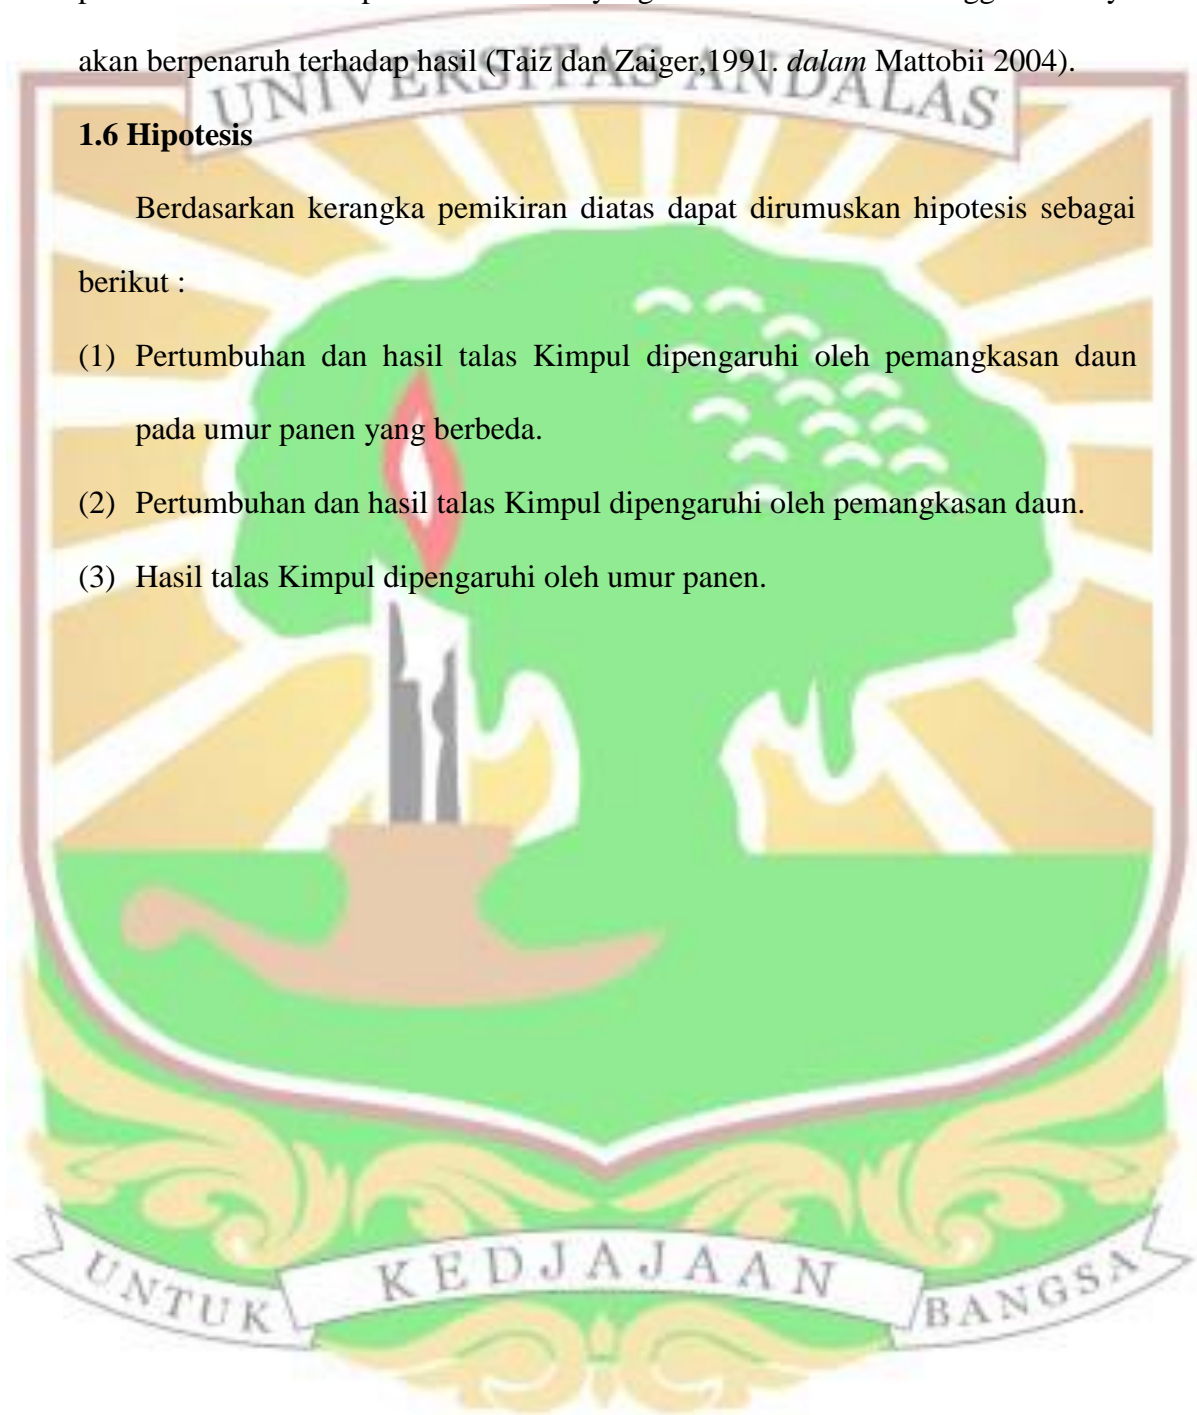 akan berpenaruh terhadap hasil (Taiz dan Zaiger,1991. dalam Mattobii 2004).
UNIVERSITAS ANDALAS
1.6 Hipotesis
Berdasarkan kerangka pemikiran diatas dapat dirumuskan hipotesis sebagai
berikut :
(1) Pertumbuhan dan hasil talas Kimpul dipengaruhi oleh pemangkasan daun
pada umur panen yang berbeda.
(2) Pertumbuhan dan hasil talas Kimpul dipengaruhi oleh pemangkasan daun.
(3) Hasil talas Kimpul dipengaruhi oleh umur panen.
UNTUK KEDJAJAAN BANGSA